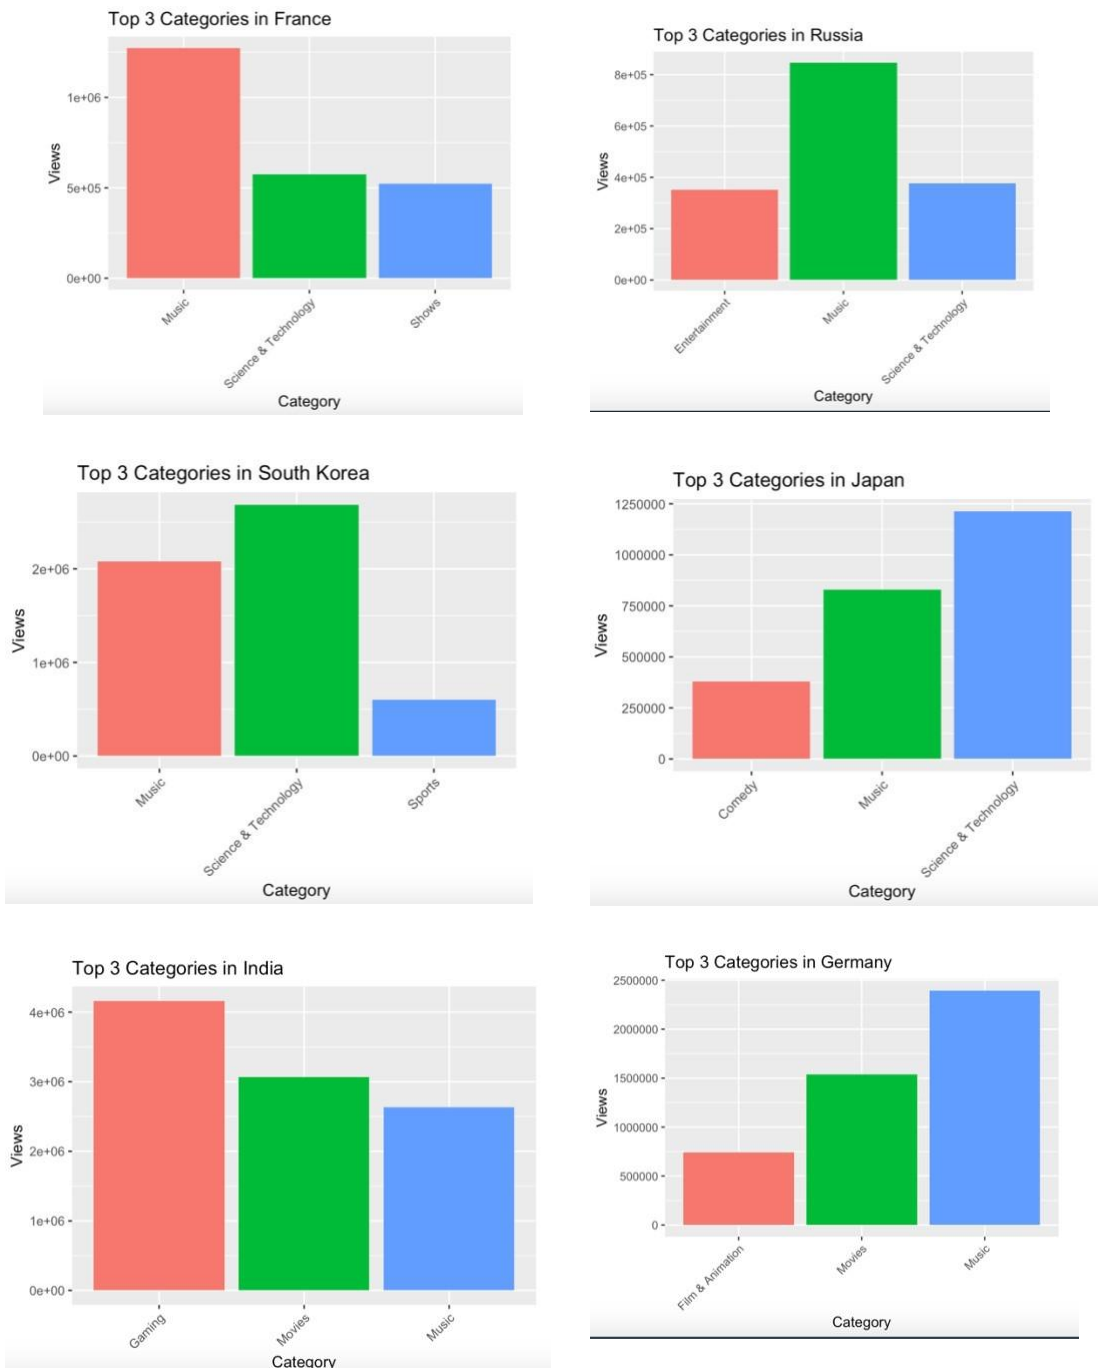 Top 3 Categories in France
Views
1e+06
5e+05
0e+00
Music
Science & Technology
Shows
Category
Top 3 Categories in Russia
Views
8e+05
6e+05
4e+05
2e+05
0e+00
Entertainment
Music
Science & Technology
Category
Top 3 Categories in South Korea
Views
2e+06
1e+06
0e+00
Music
Science & Technology
Sports
Category
Top 3 Categories in Japan
Views
1250000
1000000
750000
500000
250000
0
Comedy
Music
Science & Technology
Category
Top 3 Categories in India
Views
4e+06
3e+06
2e+06
1e+06
0e+00
Gaming
Movies
Music
Category
Top 3 Categories in Germany
Views
2500000
2000000
1500000
1000000
500000
0
Film & Animation
Movies
Music
Category